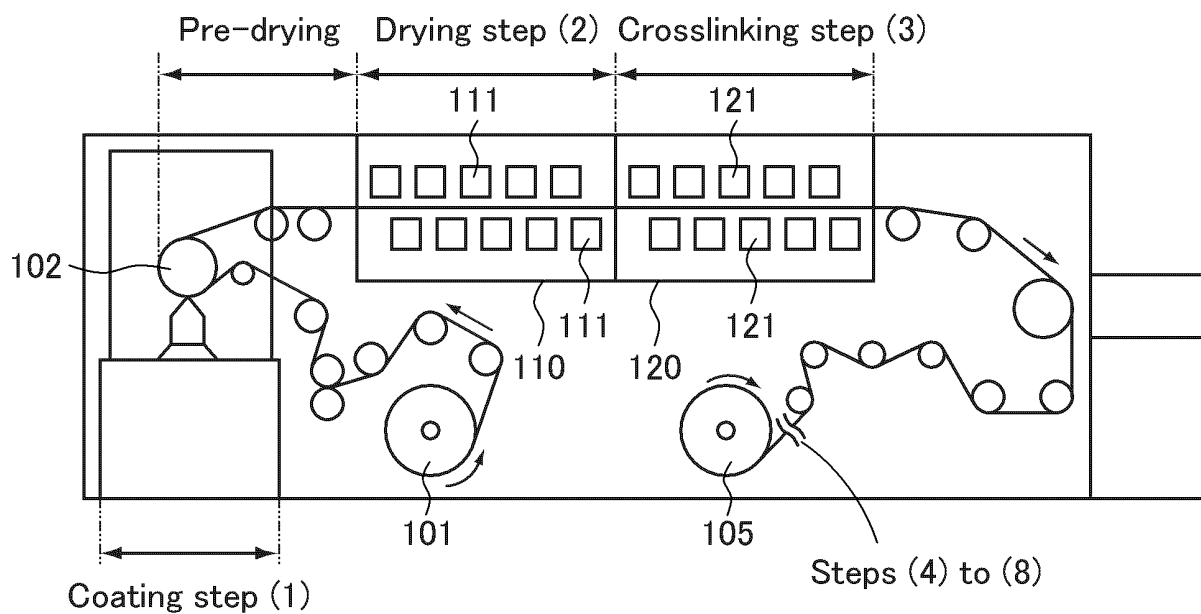 Pre-drying Drying step (2) Crosslinking step (3)
111 121
102
111 121
110 120
101 105
Steps (4) to (8)
Coating step (1)